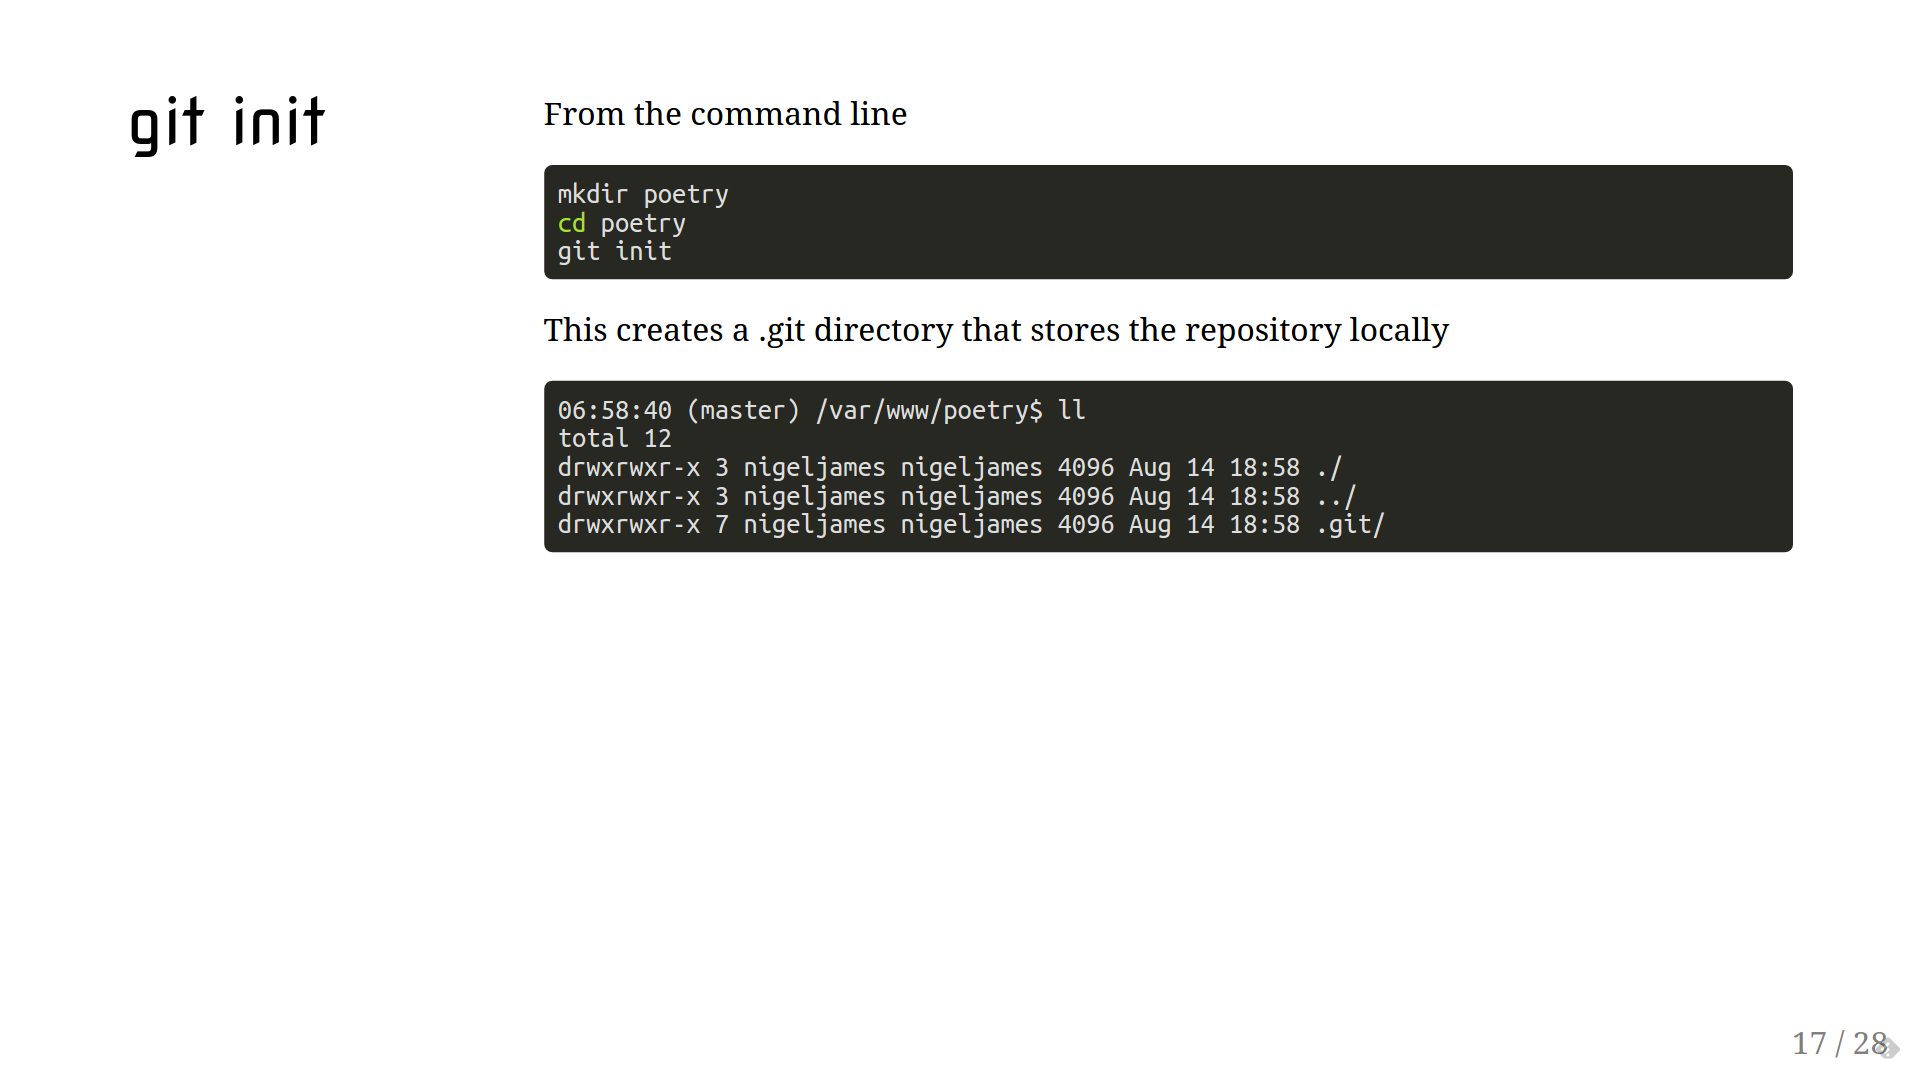 git init
From the command line
mkdir poetry
cd poetry
git init
This creates a .git directory that stores the repository locally
06:58:40 (master) /var/www/poetry$ ll
total 12
drwxrwxr-x 3 nigeljames nigeljames 4096 Aug 14 18:58 ./
drwxrwxr-x 3 nigeljames nigeljames 4096 Aug 14 18:58 ../
drwxrwxr-x 7 nigeljames nigeljames 4096 Aug 14 18:58 .git/
17 / 28